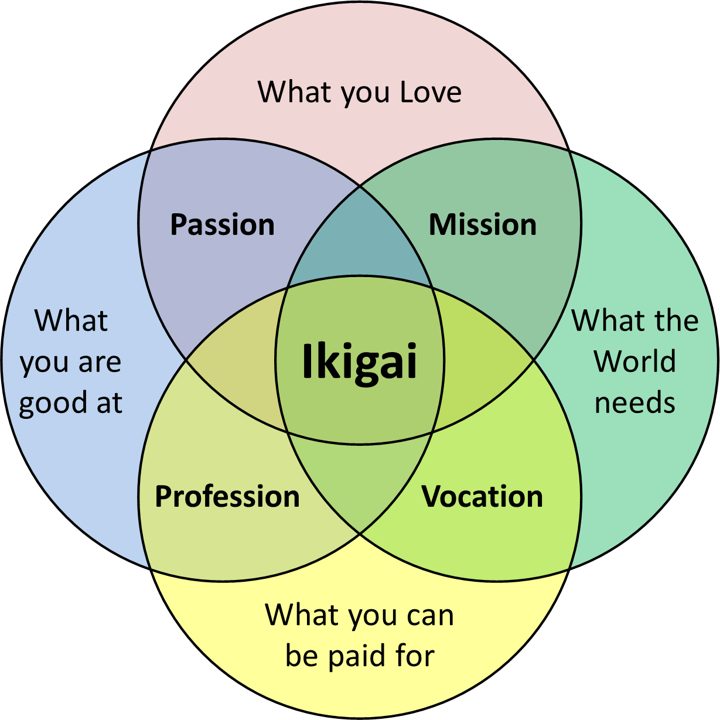 What you Love
Passion
Mission
What
you are
good at
Ikigai
What the
World
needs
Profession
Vocation
What you can
be paid for